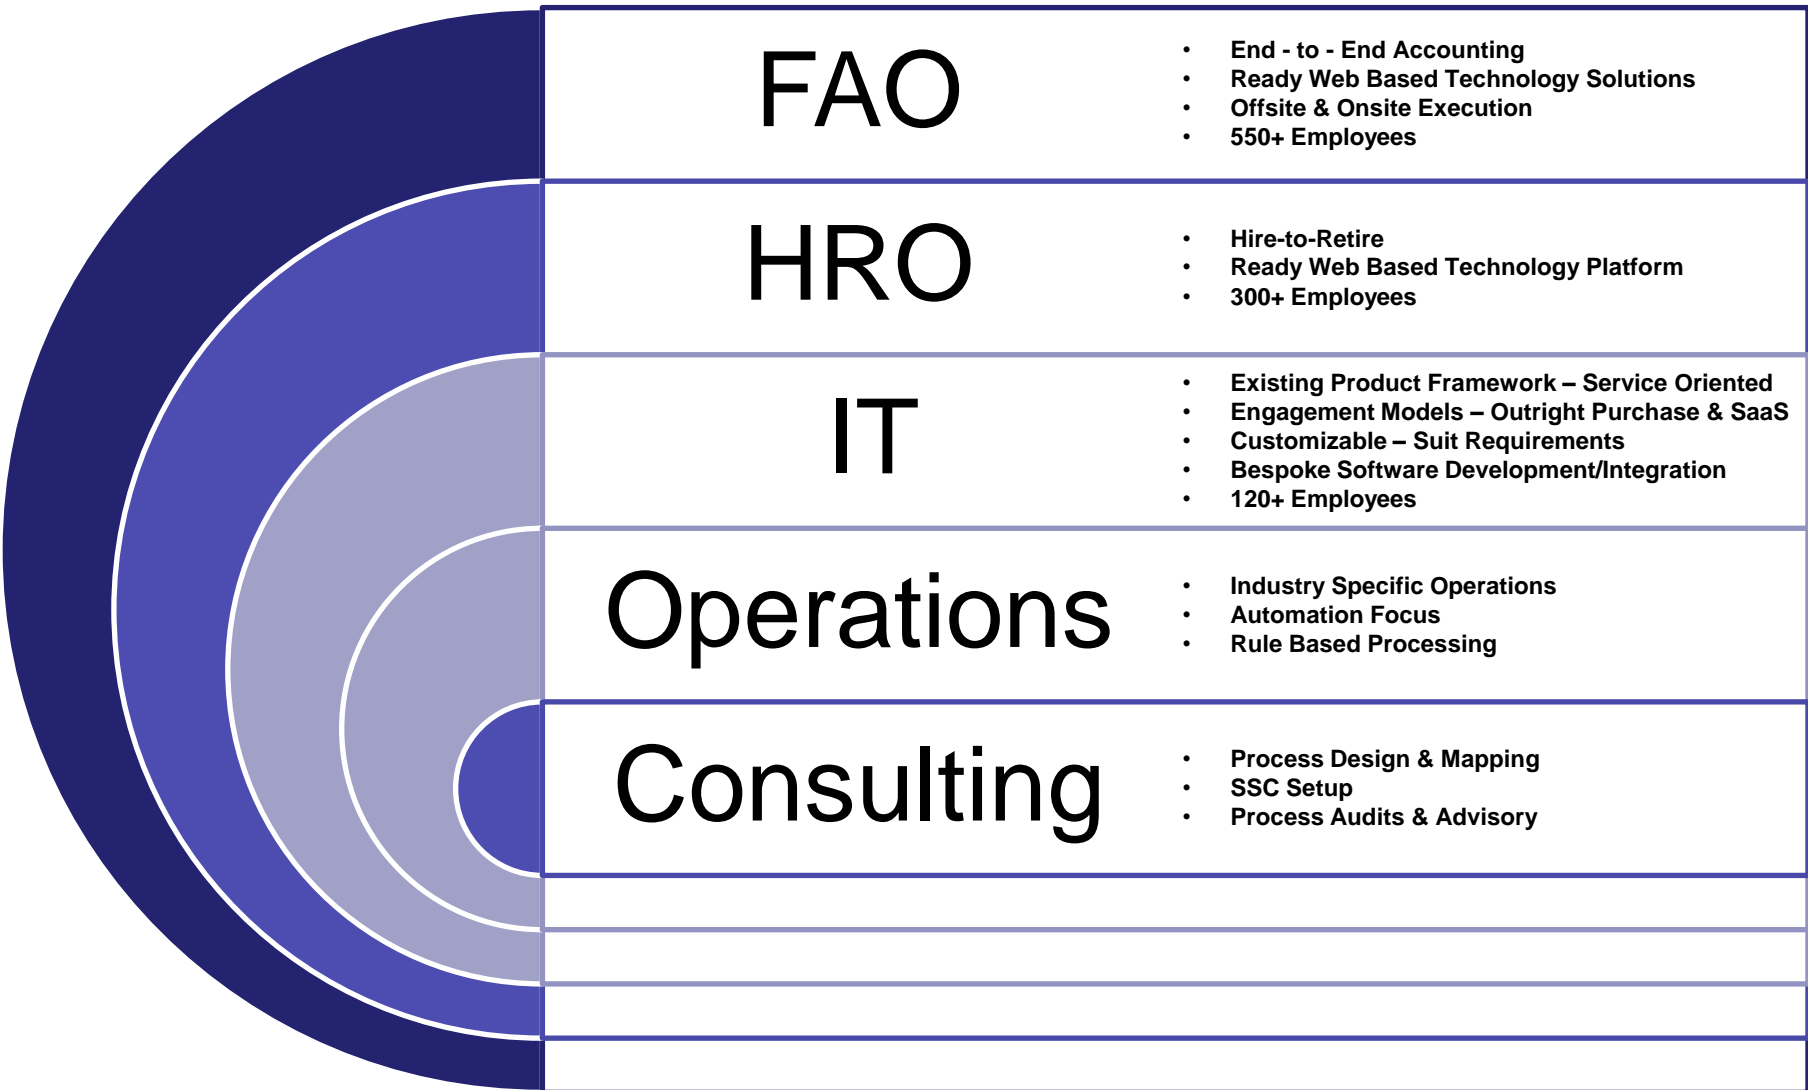 FAO
• End - to - End Accounting
• Ready Web Based Technology Solutions
• Offsite & Onsite Execution
• 550+ Employees
HRO
• Hire-to-Retire
• Ready Web Based Technology Platform
• 300+ Employees
IT
• Existing Product Framework – Service Oriented
• Engagement Models – Outright Purchase & SaaS
• Customizable – Suit Requirements
• Bespoke Software Development/Integration
• 120+ Employees
Operations
• Industry Specific Operations
• Automation Focus
• Rule Based Processing
Consulting
• Process Design & Mapping
• SSC Setup
• Process Audits & Advisory